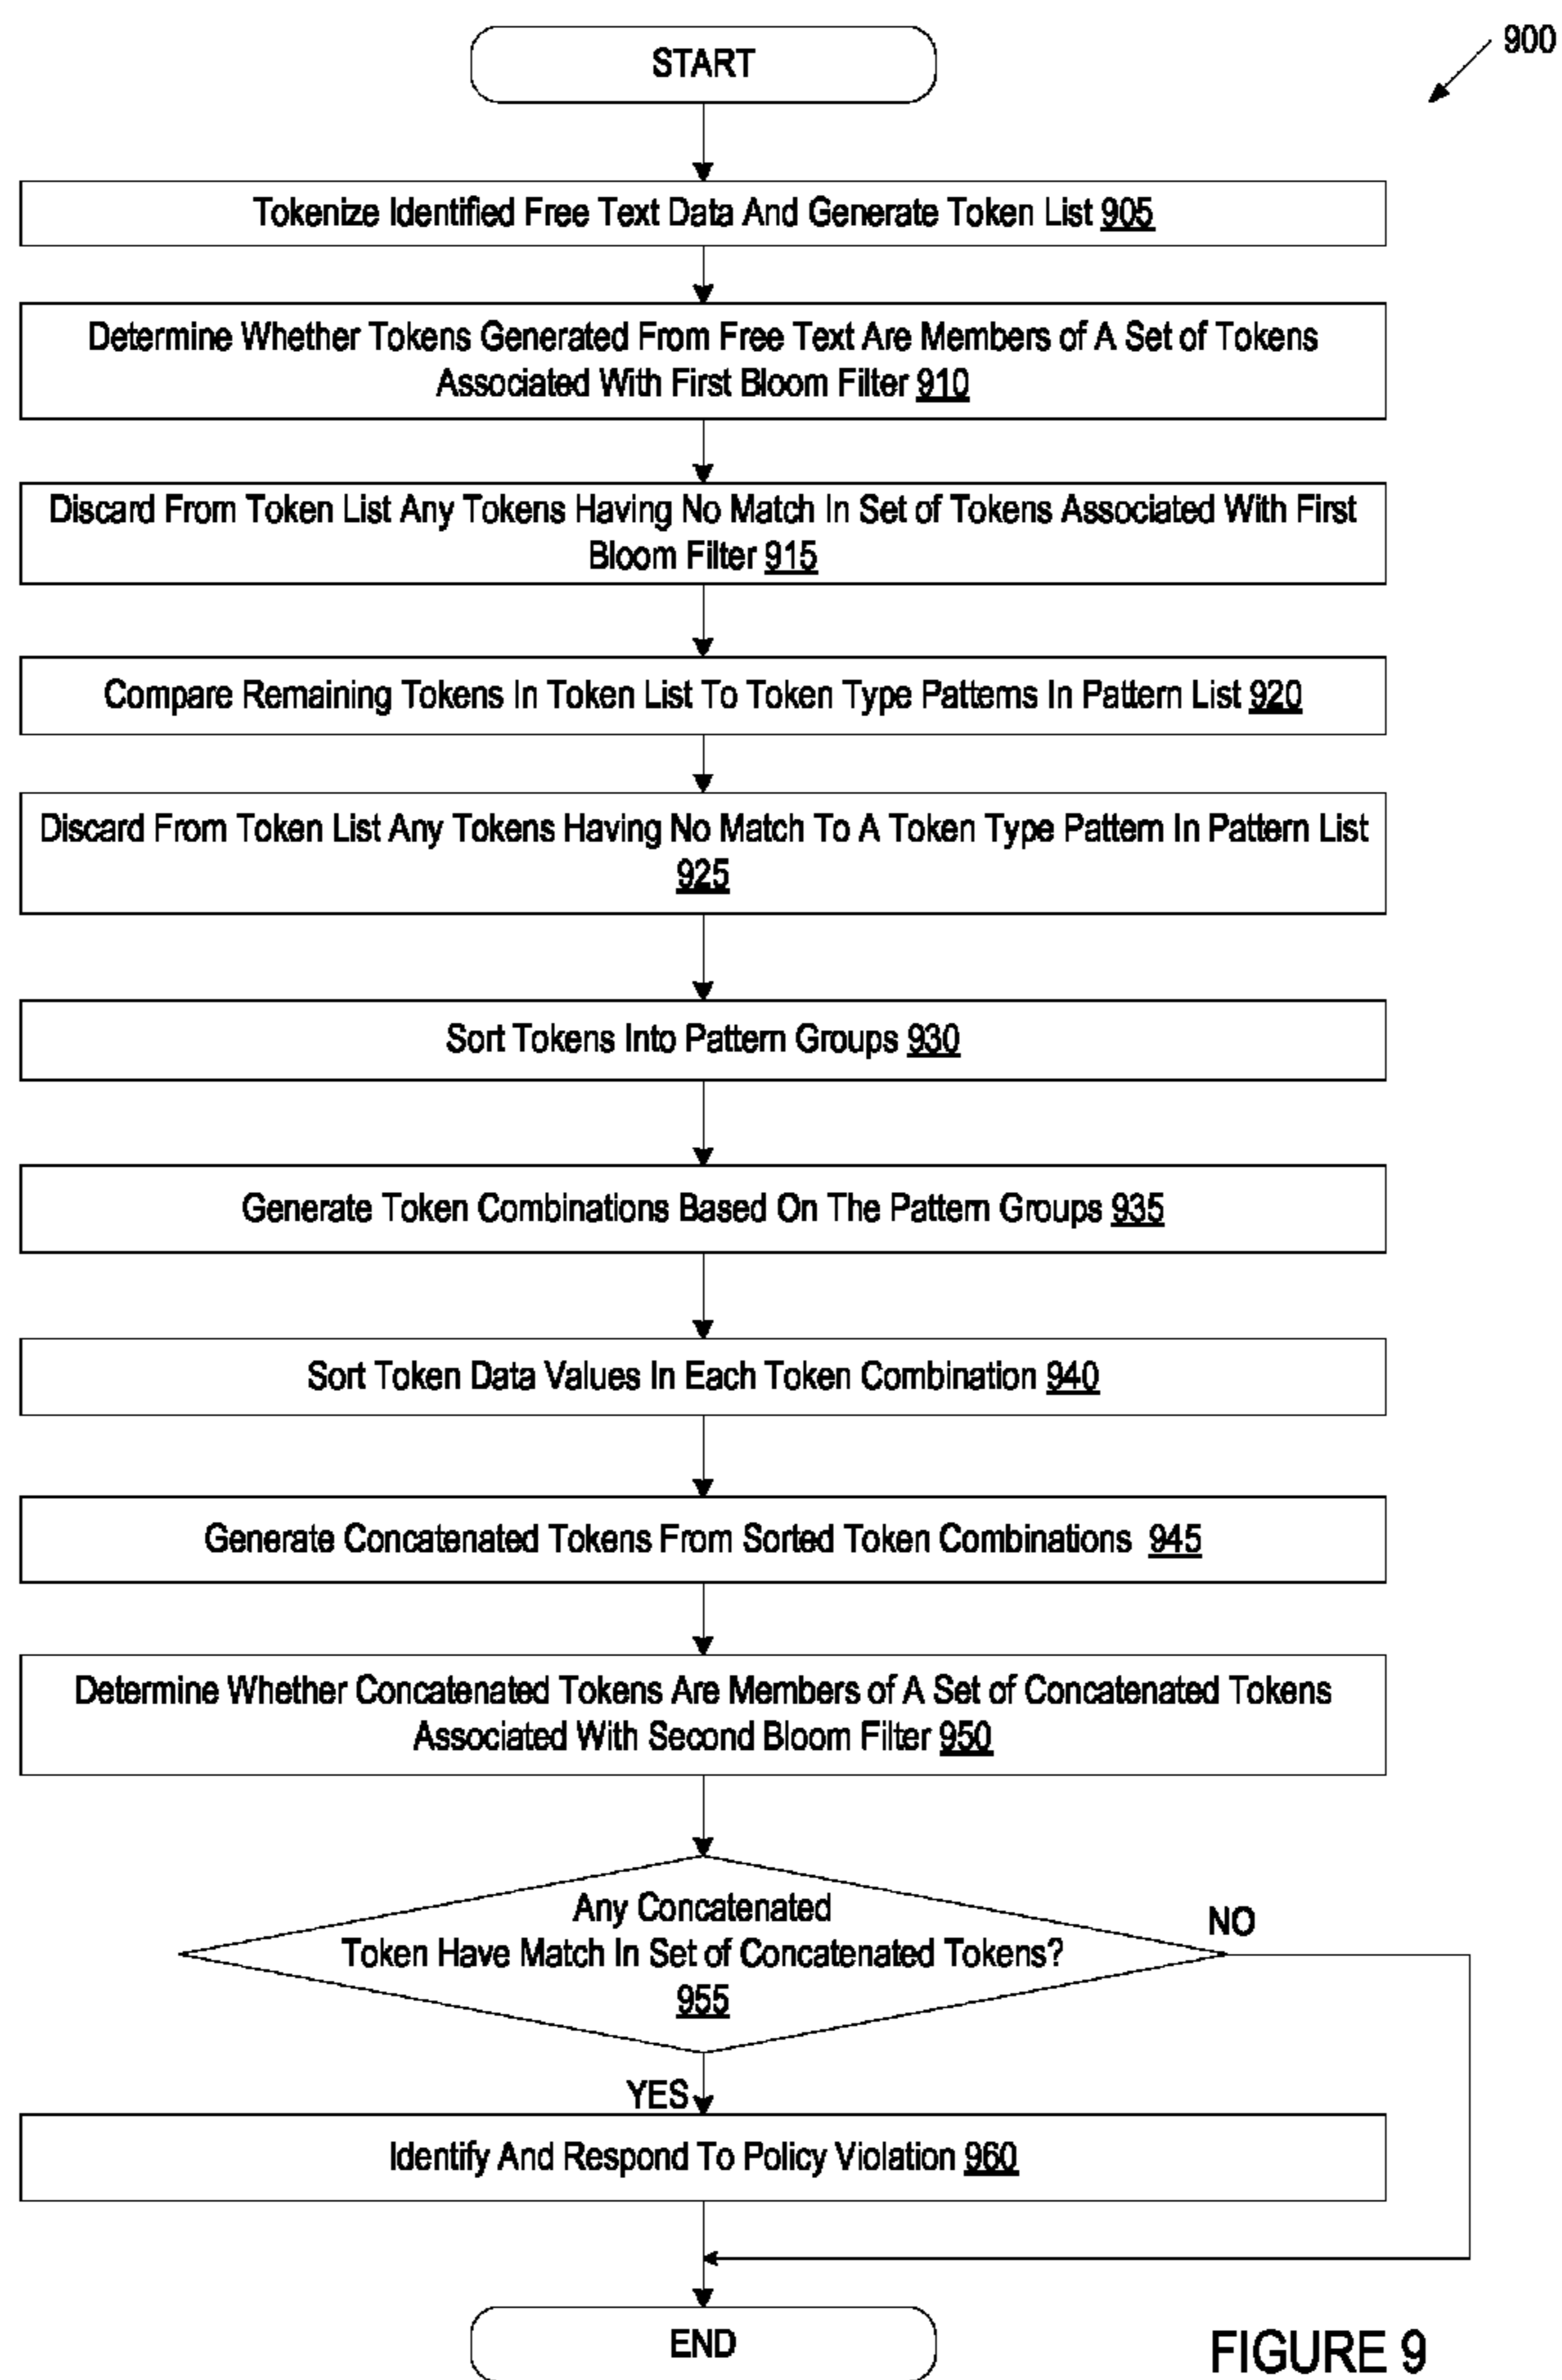 START
900
Tokenize Identified Free Text Data And Generate Token List 905
Determine Whether Tokens Generated From Free Text Are Members of A Set of Tokens
Associated With First Bloom Filter 910
Discard From Token List Any Tokens Having No Match In Set of Tokens Associated With First
Bloom Filter 915
Compare Remaining Tokens In Token List To Token Type Patterns In Pattern List 920
Discard From Token List Any Tokens Having No Match To A Token Type Pattern In Pattern List
925
Sort Tokens Into Pattern Groups 930
Generate Token Combinations Based On The Pattern Groups 935
Sort Token Data Values In Each Token Combination 940
Generate Concatenated Tokens From Sorted Token Combinations 945
Determine Whether Concatenated Tokens Are Members of A Set of Concatenated Tokens
Associated With Second Bloom Filter 950
Any Concatenated
Token Have Match In Set of Concatenated Tokens?
955
NO
YES
Identify And Respond To Policy Violation 960
END
FIGURE 9